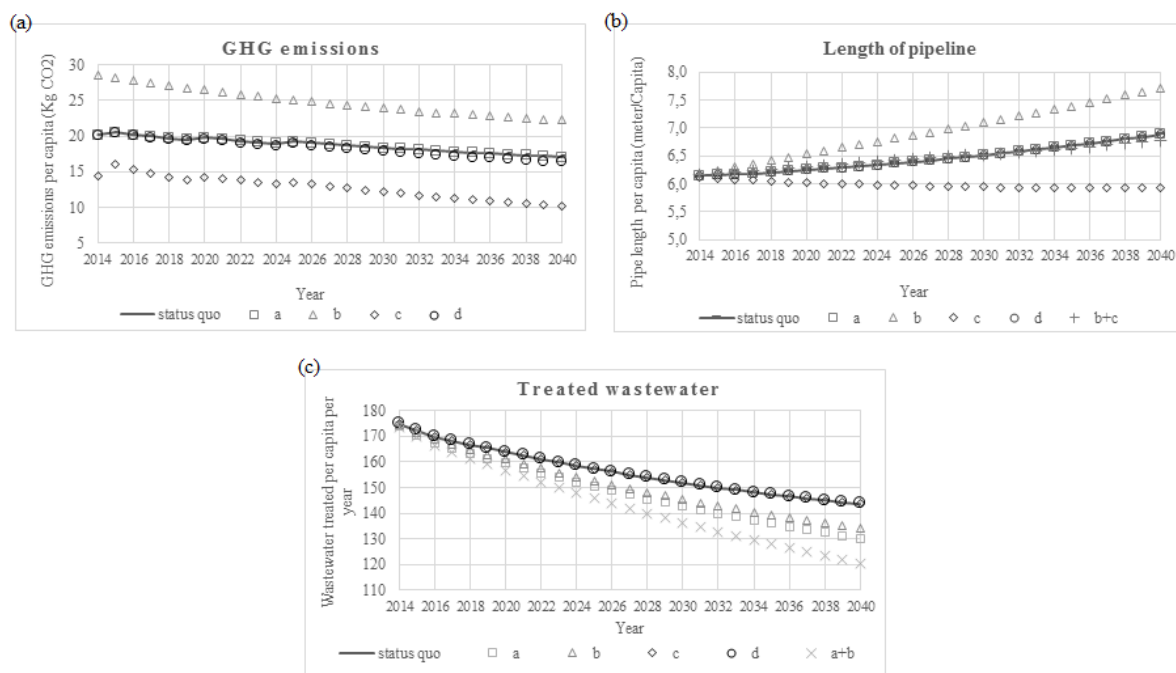 (a)
GHG emissions
GHG emissions per capita (Kg CO2)
30
25
20
15
10
5
2014 2016 2018 2020 2022 2024 2026 2028 2030 2032 2034 2036 2038 2040
Year
status quo a b c d
(b)
Length of pipeline
Pipe length per capita (meter/Capita)
8,0
7,5
7,0
6,5
6,0
5,5
5,0
2014 2016 2018 2020 2022 2024 2026 2028 2030 2032 2034 2036 2038 2040
Year
status quo a b c d b+c
(c)
Treated wastewater
Wastewater treated per capita per
year
180
170
160
150
140
130
120
110
2014 2016 2018 2020 2022 2024 2026 2028 2030 2032 2034 2036 2038 2040
Year
status quo a b c d a+b